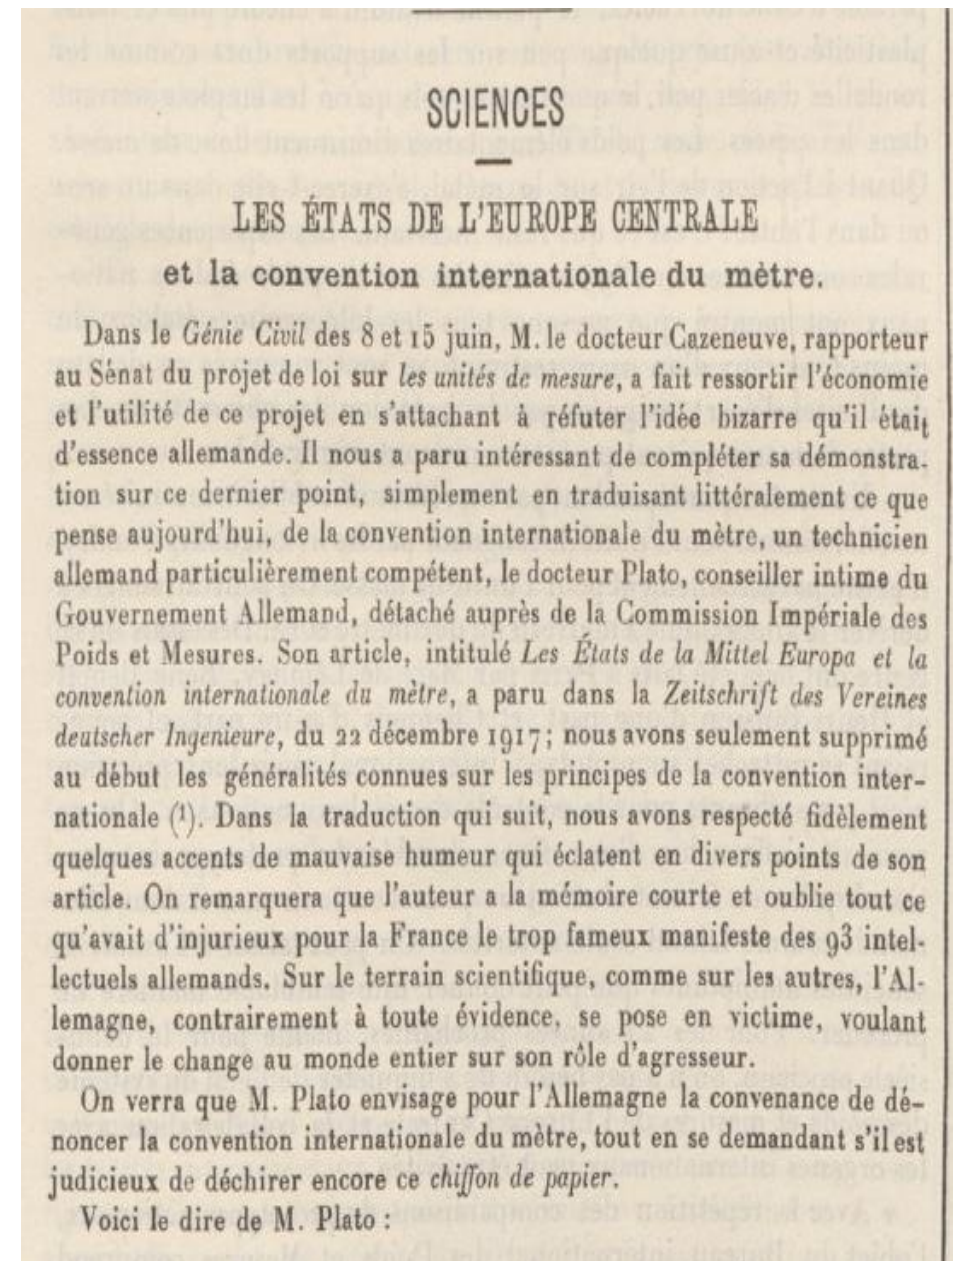 SCIENCES
LES ÉTATS DE L'EUROPE CENTRALE
et la convention internationale du mètre.
Dans le Génie Civil des 8 et 15 juin, M. le docteur Cazeneuve, rapporteur
au Sénat du projet de loi sur les unités de mesure, a fait ressortir l'économie
et l'utilité de ce projet en s'attachant à réfuter l'idée bizarre qu'il était
d'essence allemande. Il nous a paru intéressant de compléter sa démonstra-
tion sur ce dernier point, simplement en traduisant littéralement ce que
pense aujourd'hui, de la convention internationale du mètre, un technicien
allemand particulièrement compétent, le docteur Plato, conseiller intime du
Gouvernement Allemand, détaché auprès de la Commission Impériale des
Poids et Mesures. Son article, intitulé Les États de la Mittel Europa et la
convention internationale du mètre, a paru dans la Zeitschrift des Vereines
deutscher Ingenieure, du 22 décembre 1917; nous avons seulement supprimé
au début les généralités connues sur les principes de la convention inter-
nationale (1). Dans la traduction qui suit, nous avons respecté fidèlement
quelques accents de mauvaise humeur qui éclatent en divers points de son
article. On remarquera que l'auteur a la mémoire courte et oublie tout ce
qu'avait d'injurieux pour la France le trop fameux manifeste des 93 intel-
lectuels allemands. Sur le terrain scientifique, comme sur les autres, l'Al-
lemagne, contrairement à toute évidence, se pose en victime, voulant
donner le change au monde entier sur son rôle d'agresseur.
On verra que M. Plato envisage pour l'Allemagne la convenance de dé-
noncer la convention internationale du mètre, tout en se demandant s'il est
judicieux de déchirer encore ce chiffon de papier.
Voici le dire de M. Plato :